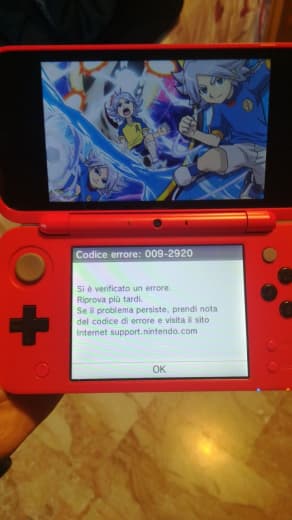 Codice errore: 009-2920
Si è verificato un errore.
Riprova più tardi.
Se il problema persiste, prendi nota
del codice di errore e visita il sito
Internet support.nintendo.com
OK